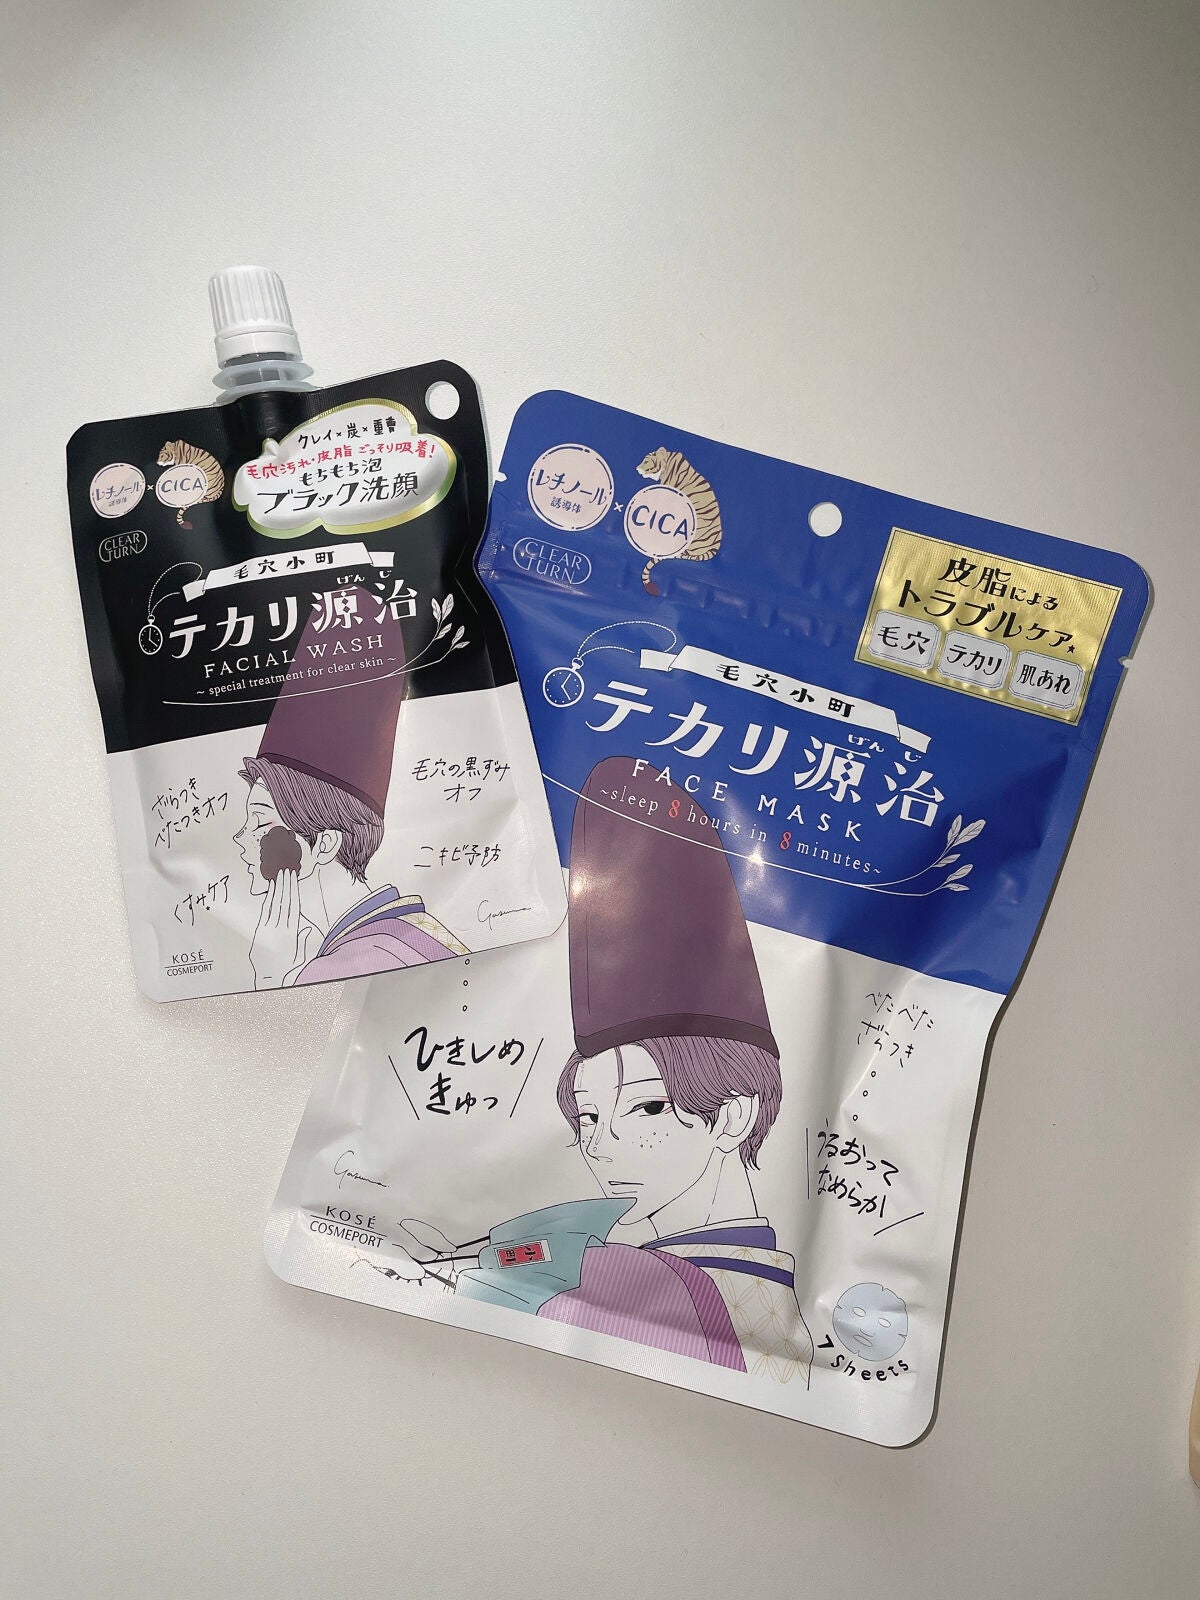 クレイ×炭×重曹
毛穴汚れ・皮脂 ごっそり吸着!
もちもち泡
ブラック洗顔
レチノール
誘導体
×
CICA
CLEAR
TURN
毛穴小町
げんじ
テカリ源治
FACIAL WASH
~ special treatment for clear skin ~
ざらつき
べたつきオフ
くすみケア
毛穴の黒ずみ
オフ
ニキビ予防
KOSÉ
COSMEPORT
レチノール
誘導体
×
CICA
CLEAR
TURN
皮脂による
トラブルケア
毛穴
テカリ
肌あれ
毛穴小町
げんじ
テカリ源治
FACE MASK
~sleep 8 hours in 8 minutes~
ひきしめ
きゅっ
べたべた
ざらつき
うるおって
なめらか
小町
KOSÉ
COSMEPORT
7 Sheets